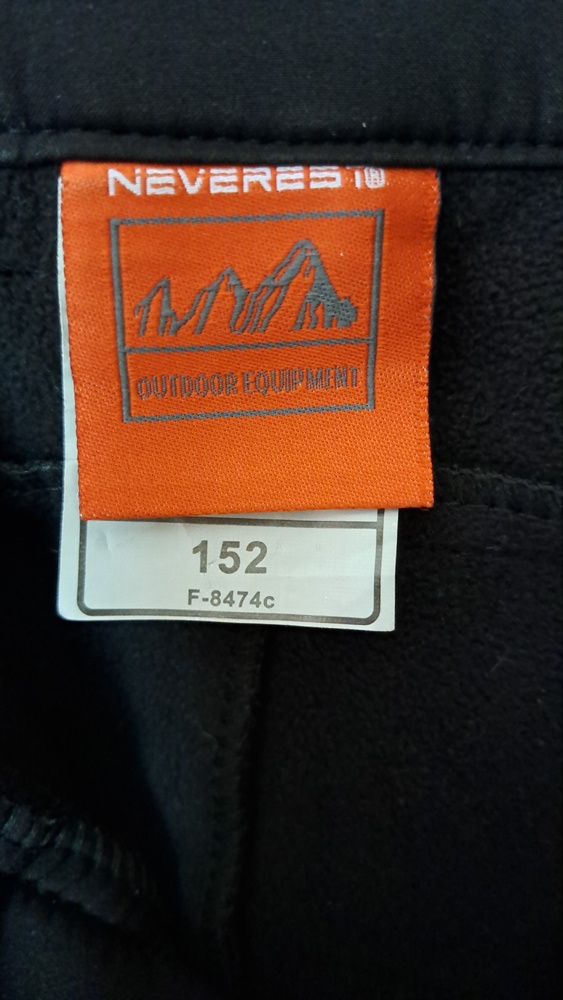 NEVEREST®
OUTDOOR EQUIPMENT
152
F-8474c